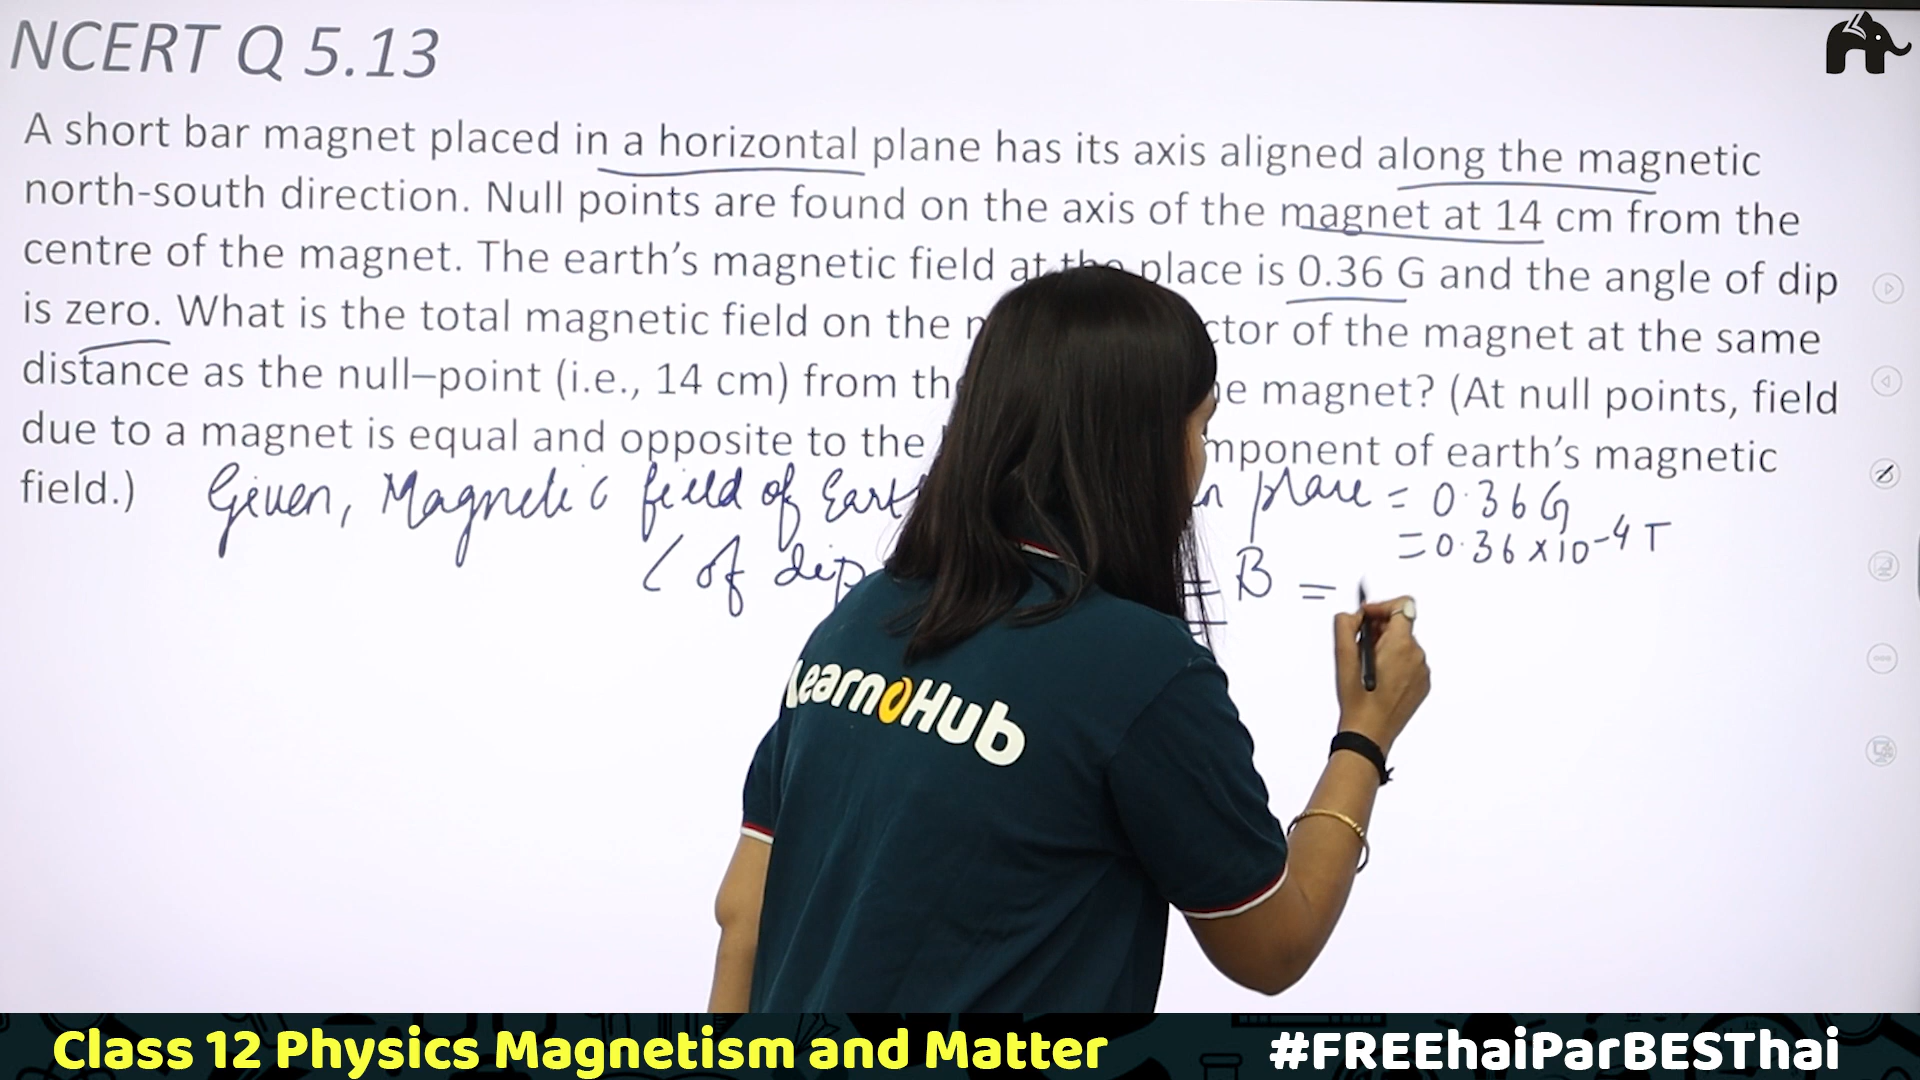 NCERT Q 5.13
A short bar magnet placed in a horizontal plane has its axis aligned along the magnetic
north-south direction. Null points are found on the axis of the magnet at 14 cm from the
centre of the magnet. The earth's magnetic field at the place is 0.36 G and the angle of dip
is zero. What is the total magnetic field on the ctor of the magnet at the same
distance as the null–point (i.e., 14 cm) from the magnet? (At null points, field
due to a magnet is equal and opposite to the mponent of earth's magnetic
field.) Given, Magnetic field of Eart n place = 0.36G
= 0.36 × 10⁻⁴ T
< of dip = B =
LearnoHub
Class 12 Physics Magnetism and Matter #FREEhaiParBESThai